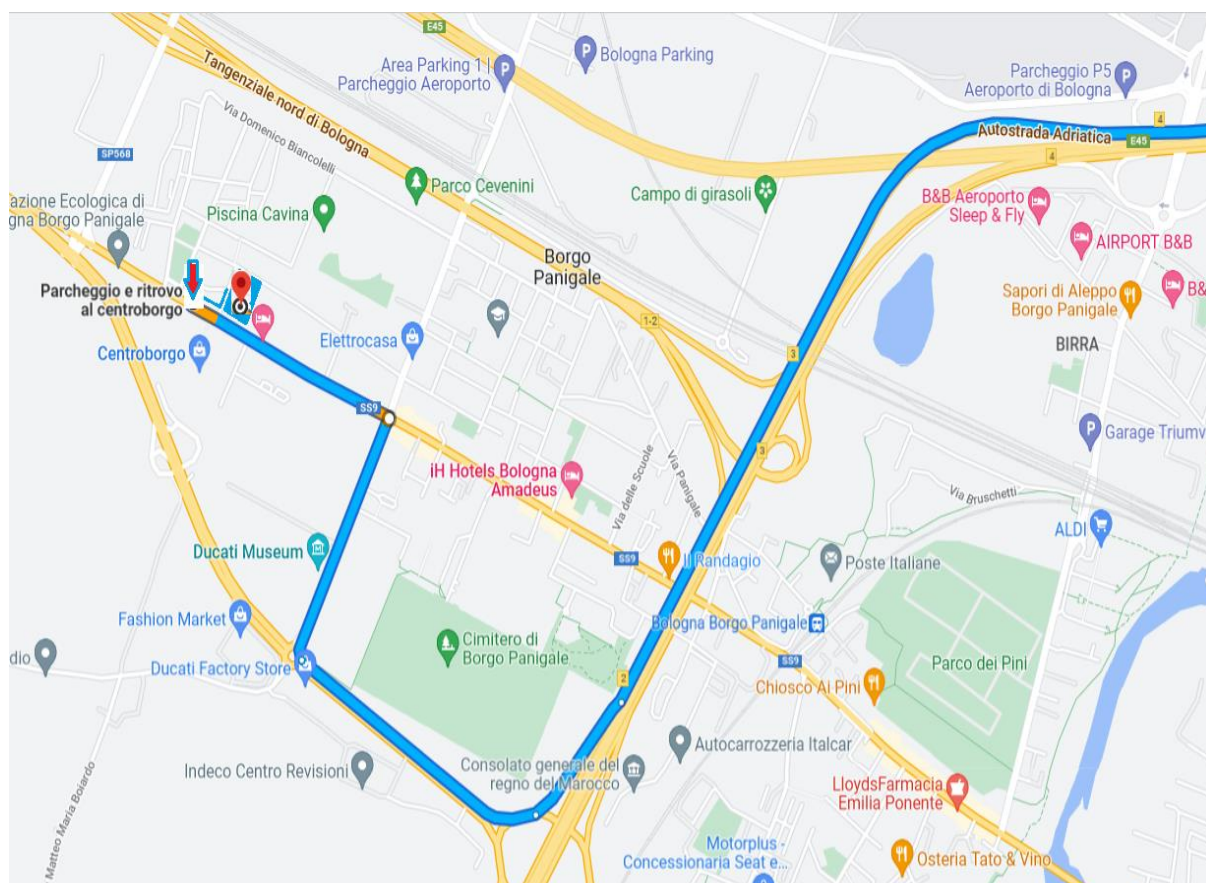 E45
Tangenziale nord di Bologna
Area Parking 1 |
Parcheggio Aeroporto
P
P
Bologna Parking
Parcheggio P5
Aeroporto di Bologna
P
4
Autostrada Adriatica
E45
4
SP568
Via Domenico Biancolelli
Parco Cevenini
Campo di girasoli
B&B Aeroporto
Sleep & Fly
AIRPORT B&B
B&
azione Ecologica di
gna Borgo Panigale
Piscina Cavina
Borgo
Panigale
Parcheggio e ritrovo
al centroborgo
Sapori di Aleppo
Borgo Panigale
1-2
3
BIRRA
Centroborgo
Elettrocasa
SS9
P
Garage Triumv
3
iH Hotels Bologna
Amadeus
Via delle Scuole
Via Panigale
Via Bruschetti
ALDI
Ducati Museum
M
SS9
Il Randagio
Poste Italiane
Fashion Market
Bologna Borgo Panigale
Cimitero di
Borgo Panigale
SS9
Parco dei Pini
dio
Ducati Factory Store
2
Chiosco Ai Pini
Autocarrozzeria Italcar
Indeco Centro Revisioni
Consolato generale del
regno del Marocco
LloydsFarmacia
Emilia Ponente
Matteo Maria Boiardo
Motorplus -
Concessionaria Seat e...
Osteria Tato & Vino